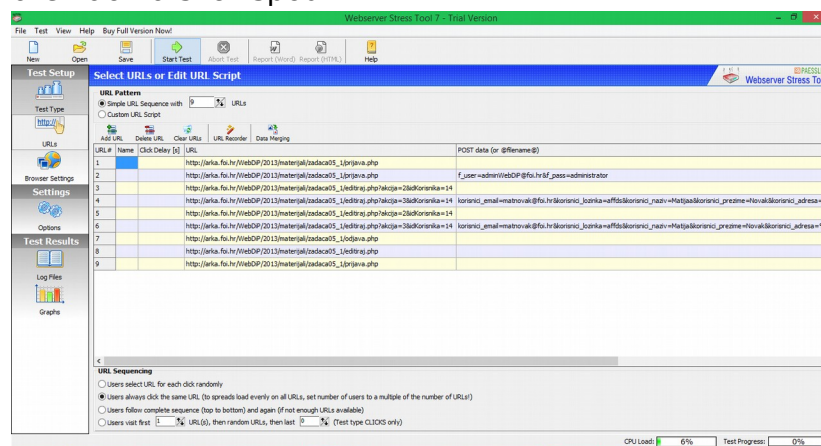 Webserver Stress Tool 7 - Trial Version
File Test View Help Buy Full Version Now!
New Open Save Start Test Abort Test Report (Word) Report (HTML) Help
Test Setup
Test Type
http://
URLs
Browser Settings
Settings
Options
Test Results
Log Files
Graphs
Select URLs or Edit URL Script
PAESSLER
Webserver Stress To
URL Pattern
Simple URL Sequence with 9 URLs
Custom URL Script
Add URL Delete URL Clear URLs URL Recorder Data Merging
URL# Name Click Delay [s] URL POST data (or @filename@)
1 http://arka.foi.hr/WebDiP/2013/materijali/zadaca05_1/prijava.php
2 http://arka.foi.hr/WebDiP/2013/materijali/zadaca05_1/prijava.php f_user=adminWebDiP@foi.hr&f_pass=administrator
3 http://arka.foi.hr/WebDiP/2013/materijali/zadaca05_1/editiraj.php?akcija=2&idKorisnika=14
4 http://arka.foi.hr/WebDiP/2013/materijali/zadaca05_1/editiraj.php?akcija=3&idKorisnika=14 korisnici_email=matnovak@foi.hr&korisnici_lozinka=affds&korisnici_naziv=Matijaa&korisnici_prezime=Novak&korisnici_adresa=
5 http://arka.foi.hr/WebDiP/2013/materijali/zadaca05_1/editiraj.php?akcija=2&idKorisnika=14
6 http://arka.foi.hr/WebDiP/2013/materijali/zadaca05_1/editiraj.php?akcija=3&idKorisnika=14 korisnici_email=matnovak@foi.hr&korisnici_lozinka=affds&korisnici_naziv=Matija&korisnici_prezime=Novak&korisnici_adresa=
7 http://arka.foi.hr/WebDiP/2013/materijali/zadaca05_1/odjava.php
8 http://arka.foi.hr/WebDiP/2013/materijali/zadaca05_1/editiraj.php
9 http://arka.foi.hr/WebDiP/2013/materijali/zadaca05_1/prijava.php
URL Sequencing
Users select URL for each click randomly
Users always click the same URL (to spreads load evenly on all URLs, set number of users to a multiple of the number of URLs!)
Users follow complete sequence (top to bottom) and again (if not enough URLs available)
Users visit first 1 URL(s), then random URLs, then last 0 (Test type CLICKS only)
CPU Load: 6% Test Progress: 0%